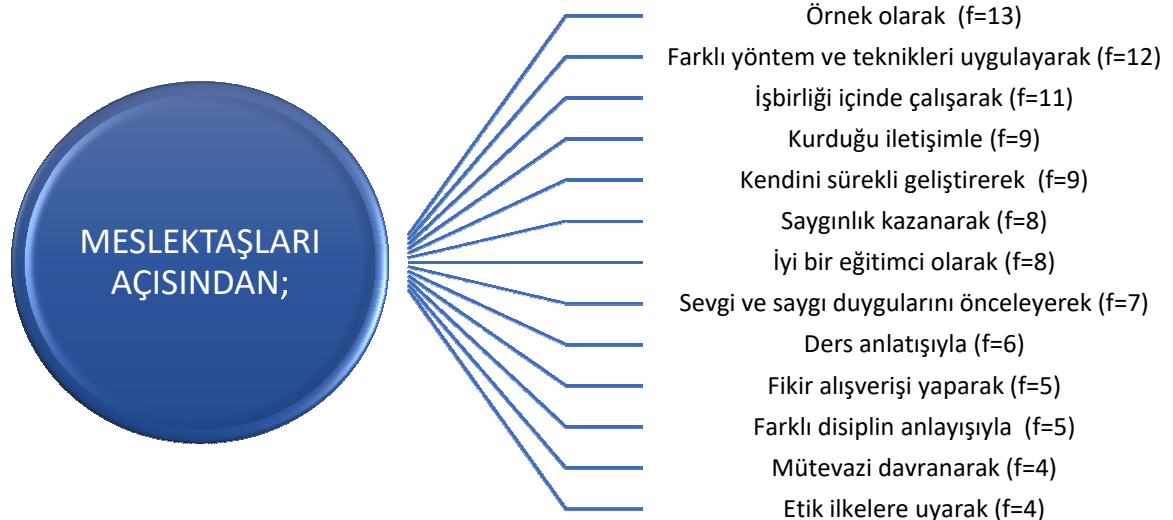 MESLEKTAŞLARI
AÇISINDAN;
Örnek olarak (f=13)
Farklı yöntem ve teknikleri uygulayarak (f=12)
İşbirliği içinde çalışarak (f=11)
Kurduğu iletişimle (f=9)
Kendini sürekli geliştirerek (f=9)
Saygınlık kazanarak (f=8)
İyi bir eğitimci olarak (f=8)
Sevgi ve saygı duygularını önceleyerek (f=7)
Ders anlatışıyla (f=6)
Fikir alışverişi yaparak (f=5)
Farklı disiplin anlayışıyla (f=5)
Mütevazi davranarak (f=4)
Etik ilkelere uyarak (f=4)